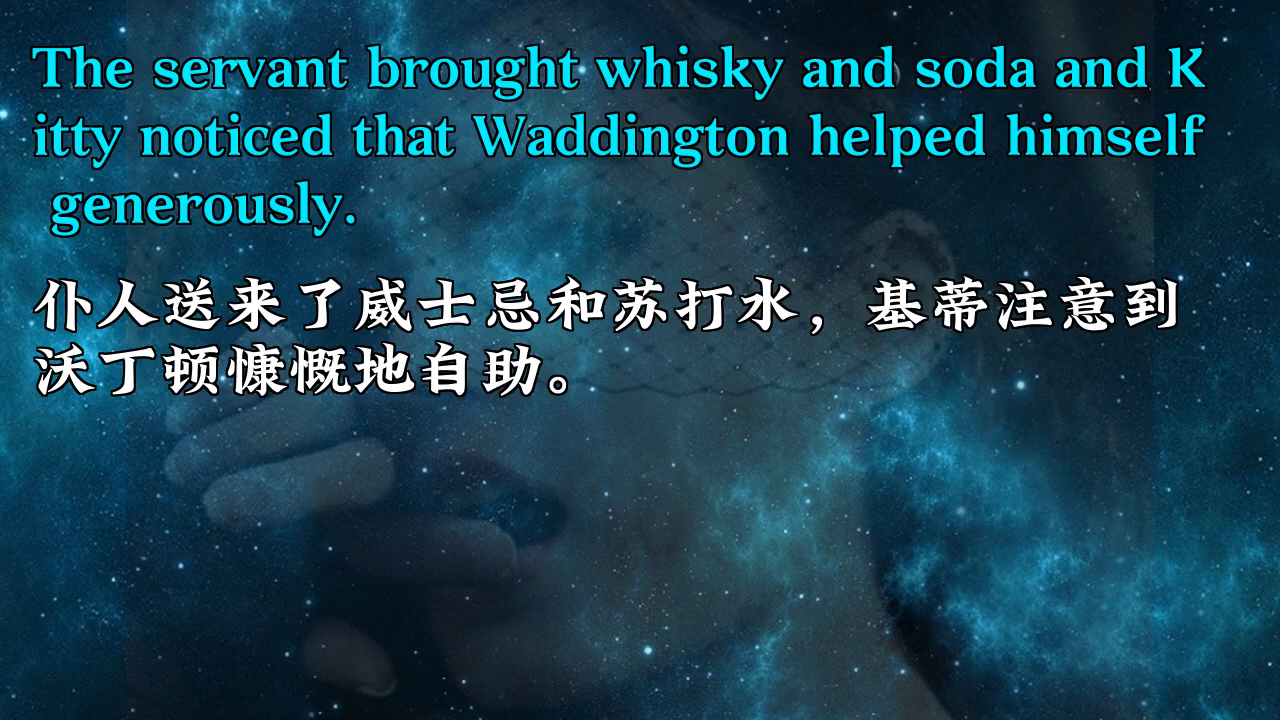 The servant brought whisky and soda and K
itty noticed that Waddington helped himself
generously.
仆人送来了威士忌和苏打水，基蒂注意到
沃丁顿慷慨地自助。